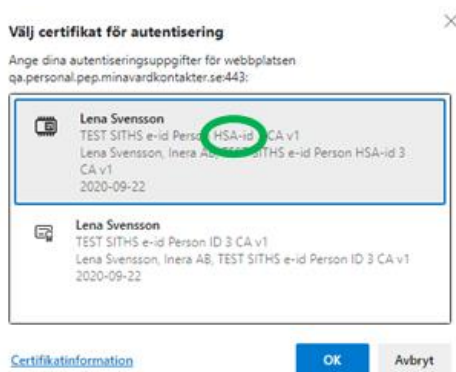 Välj certifikat för autentisering
Ange dina autentiseringsuppgifter för webbplatsen
qa.personal.pep.minavardkontakter.se:443:
Lena Svensson
TEST SITHS e-id Person HSA-id CA v1
Lena Svensson, Inera AB, TEST SITHS e-id Person HSA-id 3
CA v1
2020-09-22
Lena Svensson
TEST SITHS e-id Person ID 3 CA v1
Lena Svensson, Inera AB, TEST SITHS e-id Person ID 3 CA v1
2020-09-22
Certifikatinformation
OK
Avbryt